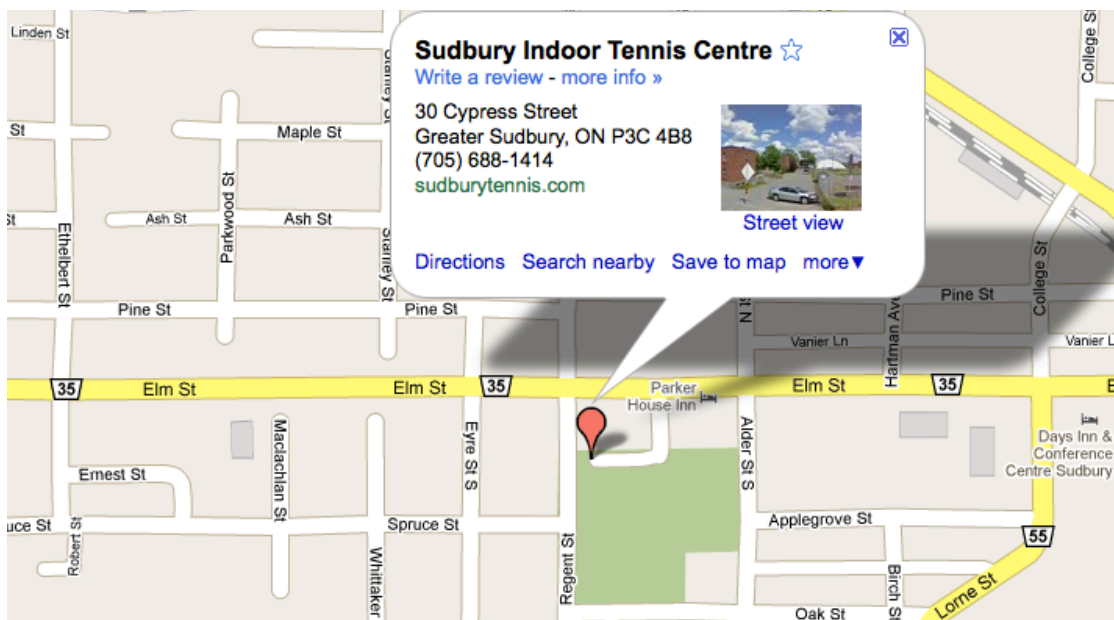 Linden St
College St
Sudbury Indoor Tennis Centre
Write a review - more info »
30 Cypress Street
Greater Sudbury, ON P3C 4B8
(705) 688-1414
sudburytennis.com
Street view
Directions Search nearby Save to map more▼
Stanley St
St
Maple St
Parkwood St
St
Ash St
Ash St
Ethelbert St
Stanley St
Pine St
Pine St
St N
Pine St
College St
Hartman Ave
Vanier Ln
Vanier L
35
Elm St
Elm St
35
Parker
House Inn
Elm St
35
E
Days Inn &
Conference
Centre Sudbury
Maclachlan St
Eyre St S
Alder St S
Ernest St
uce St
Robert St
Spruce St
Whittaker
Regent St
Applegrove St
55
Birch St
Lorne St
Oak St